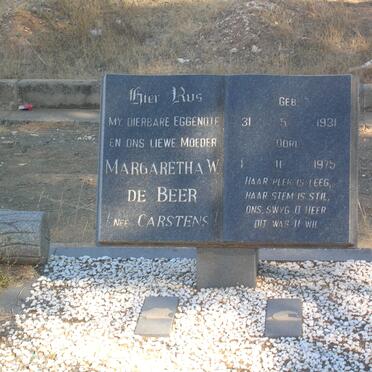 Hier Rus
MY DIERBARE EGGENOTE
EN ONS LIEWE MOEDER
MARGARETHA W.
DE BEER
NEE CARSTENS
GEB.
31 5 1931
OORL
1 11 1975
HAAR PLEK IS LEEG,
HAAR STEM IS STIL,
ONS SWYG O HEER
DIT WAS U WIL